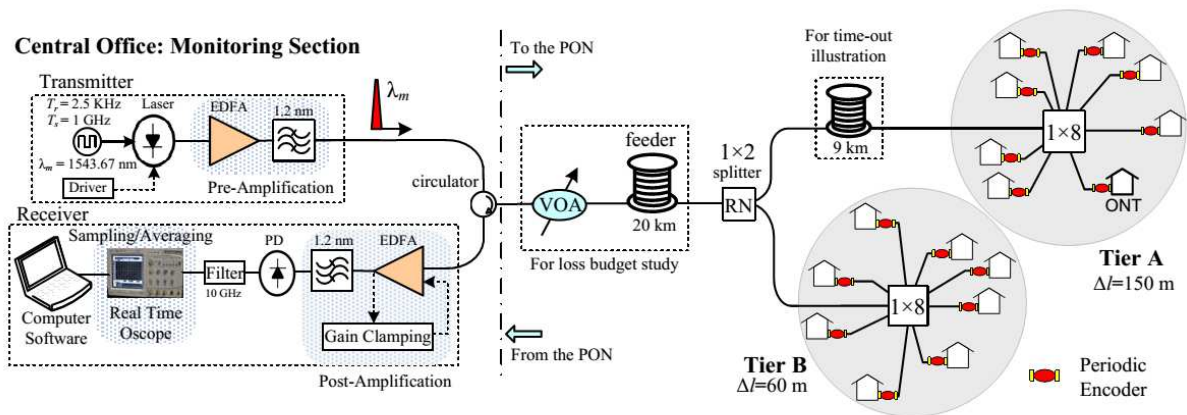 Central Office: Monitoring Section
Transmitter
Tr = 2.5 KHz
Ts = 1 GHz
Laser
EDFA
1.2 nm
λm
λm = 1543.67 nm
Driver
Pre-Amplification
Receiver
Sampling/Averaging
PD
1.2 nm
EDFA
Filter
10 GHz
Computer
Software
Real Time
Oscope
Gain Clamping
Post-Amplification
circulator
To the PON
From the PON
VOA
feeder
20 km
For loss budget study
1×2
splitter
RN
For time-out
illustration
9 km
1×8
ONT
Tier A
Δl=150 m
1×8
Tier B
Δl=60 m
Periodic
Encoder